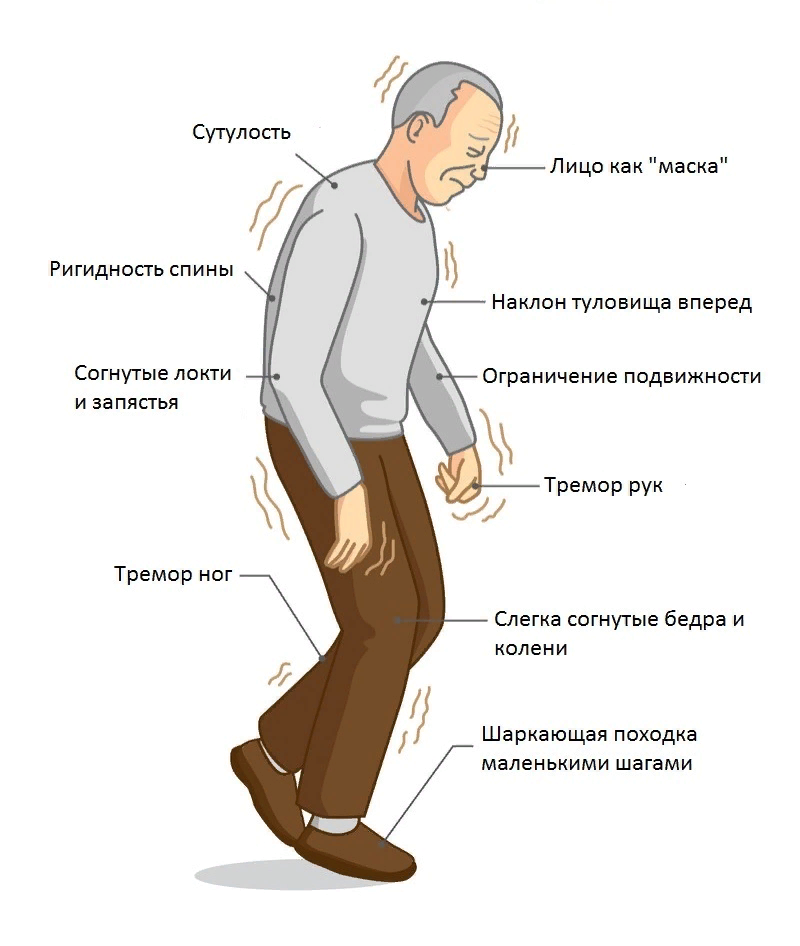 Сутулость
Лицо как "маска"
Ригидность спины
Наклон туловища вперед
Согнутые локти
и запястья
Ограничение подвижности
Тремор рук
Тремор ног
Слегка согнутые бедра и
колени
Шаркающая походка
маленькими шагами